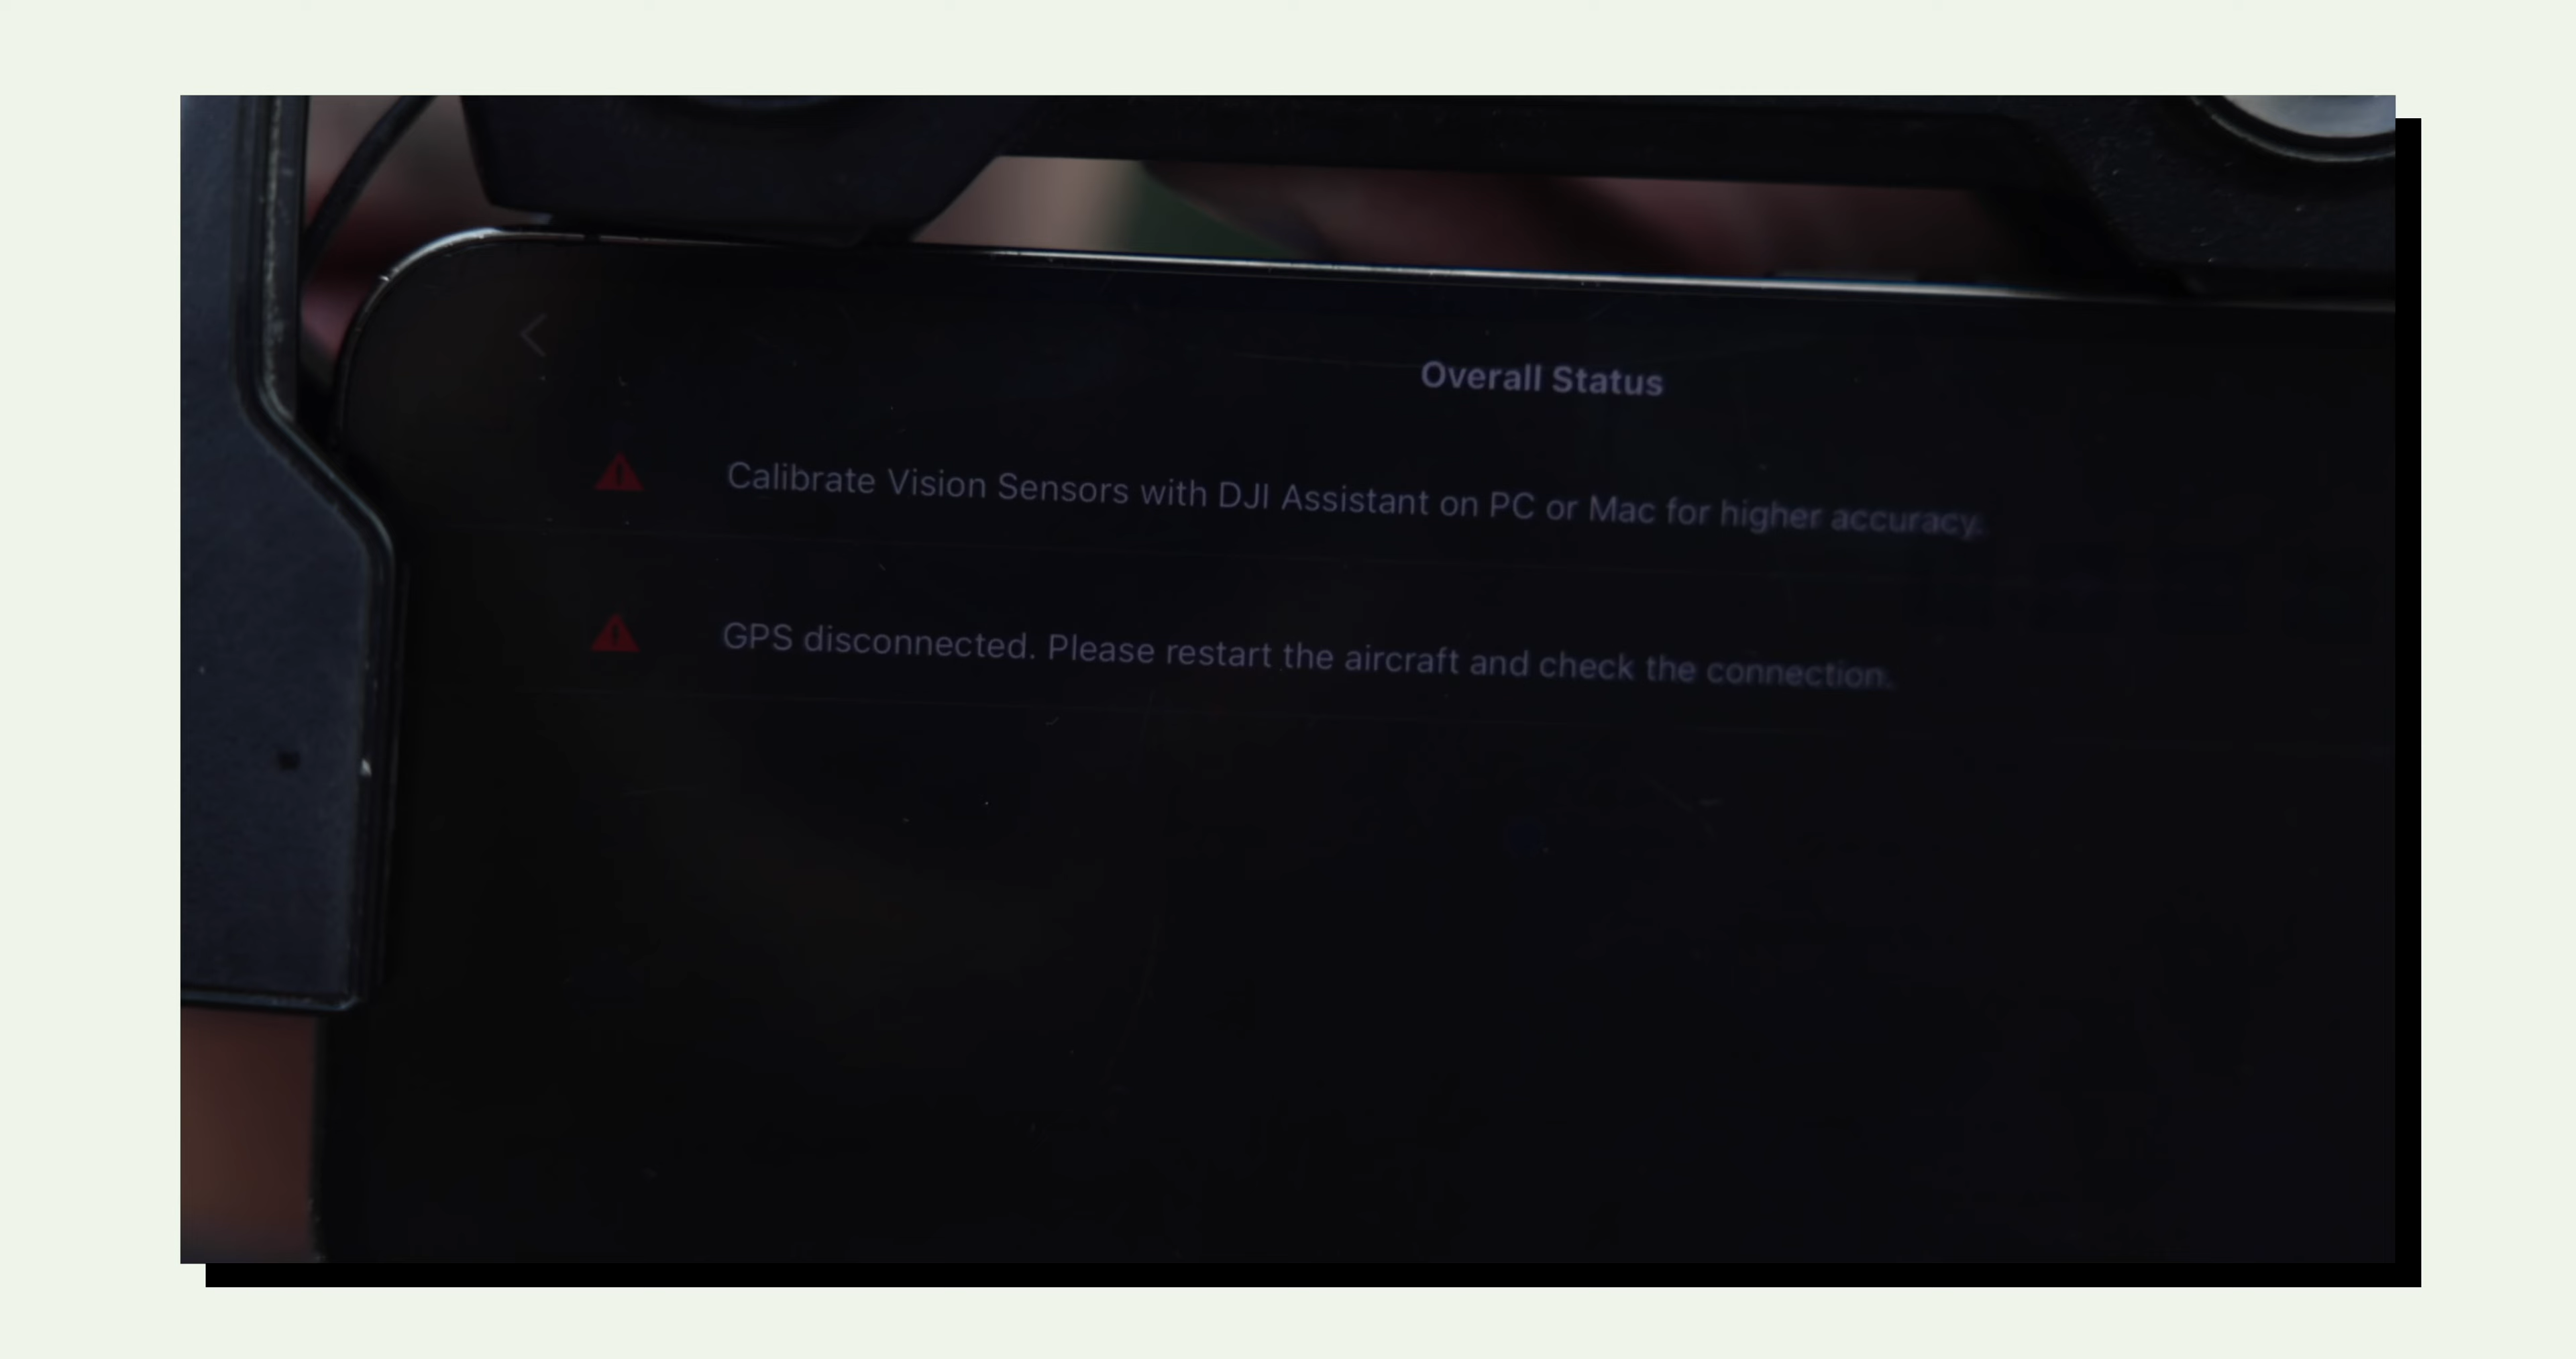 Overall Status
Calibrate Vision Sensors with DJI Assistant on PC or Mac for higher accuracy.
GPS disconnected. Please restart the aircraft and check the connection.